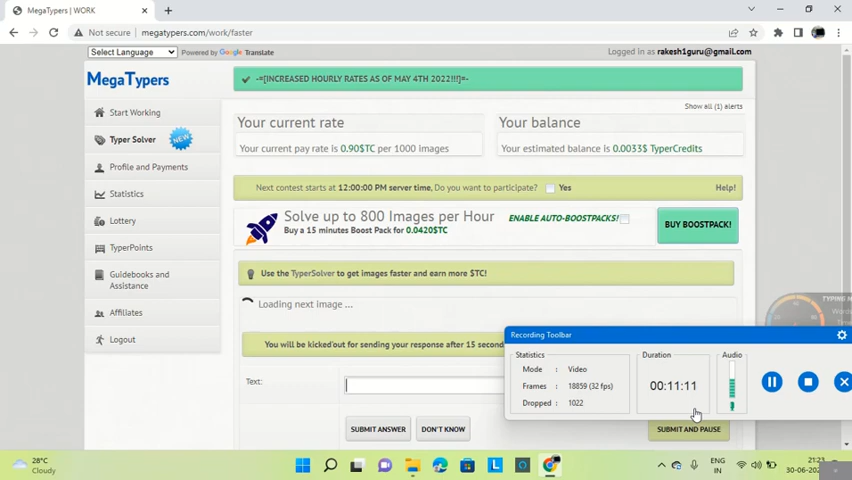 MegaTypers | WORK
Not secure
megatypers.com/work/faster
Select Language
Powered by Google Translate
Logged in as rakesh1guru@gmail.com
MegaTypers
-=[INCREASED HOURLY RATES AS OF MAY 4TH 2022!!!]=-
Show all (1) alerts
Start Working
Typer Solver
NEW
Profile and Payments
Statistics
Lottery
TyperPoints
Guidebooks and
Assistance
Affiliates
Logout
Your current rate
Your current pay rate is 0.90$TC per 1000 images
Your balance
Your estimated balance is 0.0033$ TyperCredits
Next contest starts at 12:00:00 PM server time, Do you want to participate? Yes
Help!
Solve up to 800 Images per Hour
Buy a 15 minutes Boost Pack for 0.0420$TC
ENABLE AUTO-BOOSTPACKS!
BUY BOOSTPACK!
Use the TyperSolver to get images faster and earn more $TC!
Loading next image ...
You will be kicked out for sending your response after 15 second
Text:
SUBMIT ANSWER
DON'T KNOW
SUBMIT AND PAUSE
Recording Toolbar
Statistics
Mode : Video
Frames : 18859 (32 fps)
Dropped : 1022
Duration
00:11:11
Audio
28°C
Cloudy
ENG
IN
21:23
30-06-20